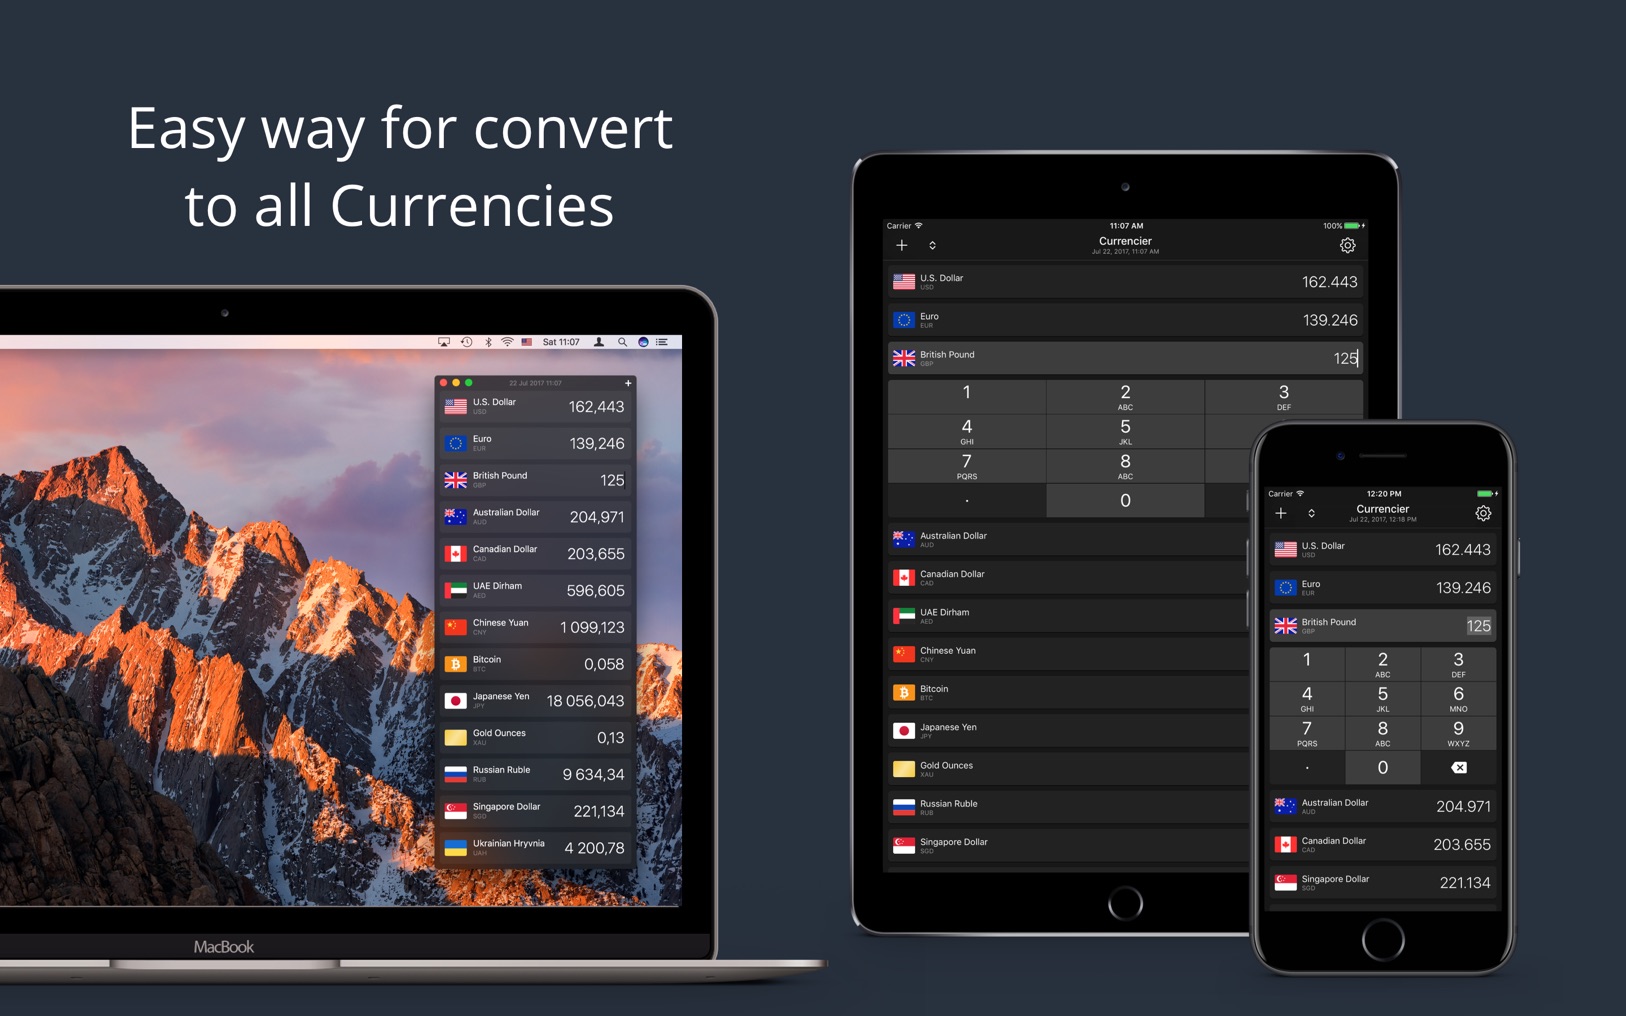 Easy way for convert
to all Currencies
Sat 11:07
22 Jul 2017 11:07 +
U.S. Dollar 162,443
USD
Euro 139,246
EUR
British Pound 125
GBP
Australian Dollar 204,971
AUD
Canadian Dollar 203,655
CAD
UAE Dirham 596,605
AED
Chinese Yuan 1 099,123
CNY
Bitcoin 0,058
BTC
Japanese Yen 18 056,043
JPY
Gold Ounces 0,13
XAU
Russian Ruble 9 634,34
RUB
Singapore Dollar 221,134
SGD
Ukrainian Hryvnia 4 200,78
UAH
MacBook
Carrier 11:07 AM 100%
Currencier
Jul 22, 2017, 11:07 AM
U.S. Dollar 162.443
USD
Euro 139.246
EUR
British Pound 125
GBP
1 2 3
ABC DEF
4 5
GHI JKL
7 8
PQRS ABC
. 0
Australian Dollar
AUD
Canadian Dollar
CAD
UAE Dirham
AED
Chinese Yuan
CNY
Bitcoin
BTC
Japanese Yen
JPY
Gold Ounces
XAU
Russian Ruble
RUB
Singapore Dollar
SGD
Carrier 12:20 PM
Currencier
Jul 22, 2017, 12:18 PM
U.S. Dollar 162.443
USD
Euro 139.246
EUR
British Pound 125
GBP
1 2 3
ABC DEF
4 5 6
GHI JKL MNO
7 8 9
PQRS ABC WXYZ
. 0
Australian Dollar 204.971
AUD
Canadian Dollar 203.655
CAD
Singapore Dollar 221.134
SGD